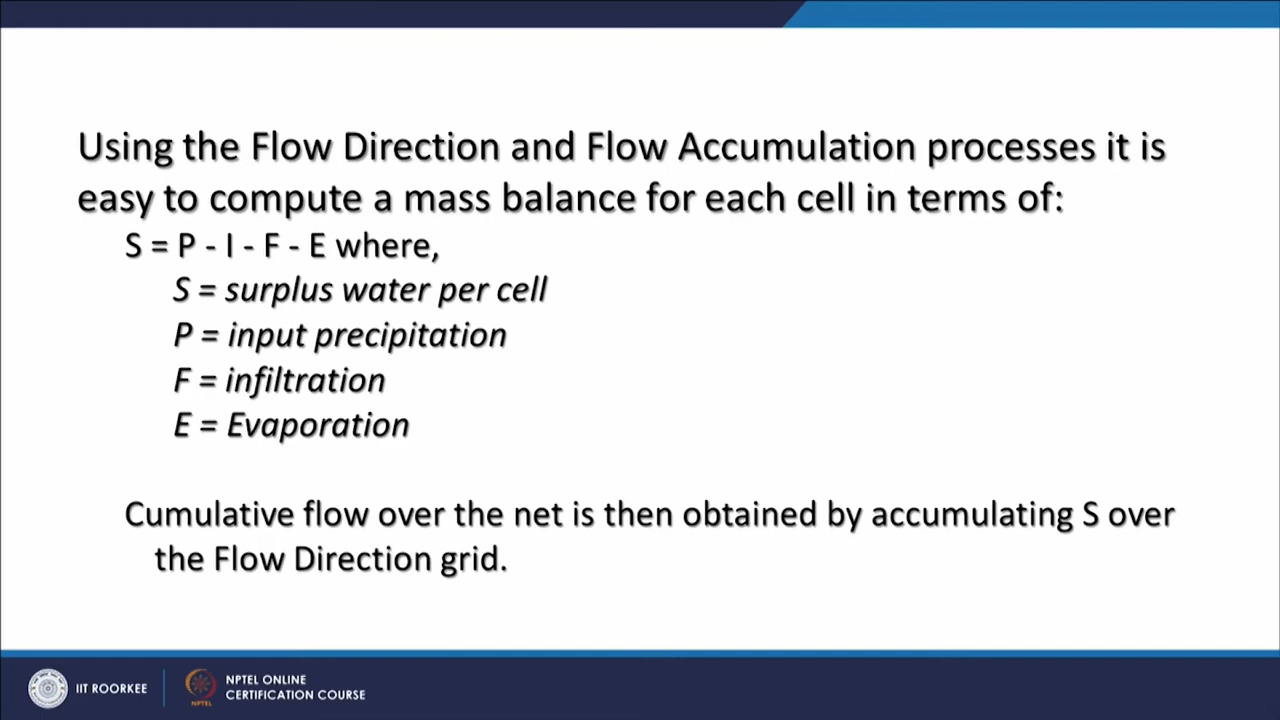 Using the Flow Direction and Flow Accumulation processes it is
easy to compute a mass balance for each cell in terms of:
S = P - I - F - E where,
S = surplus water per cell
P = input precipitation
F = infiltration
E = Evaporation
Cumulative flow over the net is then obtained by accumulating S over
the Flow Direction grid.
IIT ROORKEE
NPTEL
NPTEL ONLINE
CERTIFICATION COURSE